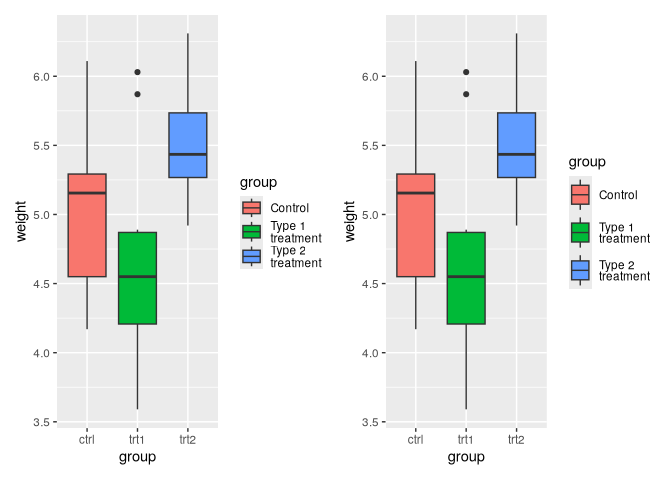 weight
6.0
5.5
5.0
4.5
4.0
3.5
ctrl trt1 trt2
group
group
Control
Type 1
treatment
Type 2
treatment
weight
6.0
5.5
5.0
4.5
4.0
3.5
ctrl trt1 trt2
group
group
Control
Type 1
treatment
Type 2
treatment